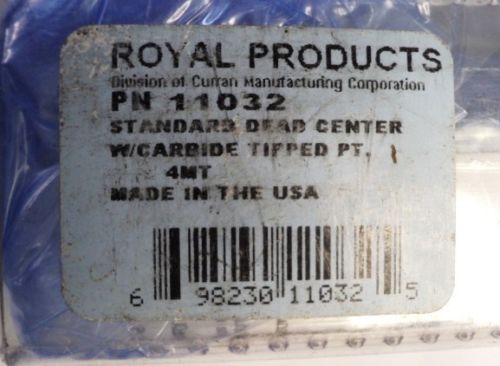 ROYAL PRODUCTS
Division of Curran Manufacturing Corporation
PN 11032
STANDARD DEAD CENTER
W/CARBIDE TIPPED PT.
4MT
MADE IN THE USA
6 98230 11032 5